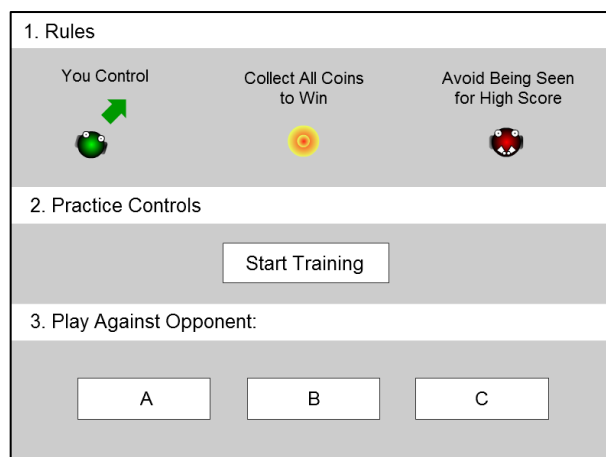 1. Rules
You Control
Collect All Coins
to Win
Avoid Being Seen
for High Score
2. Practice Controls
Start Training
3. Play Against Opponent:
A
B
C